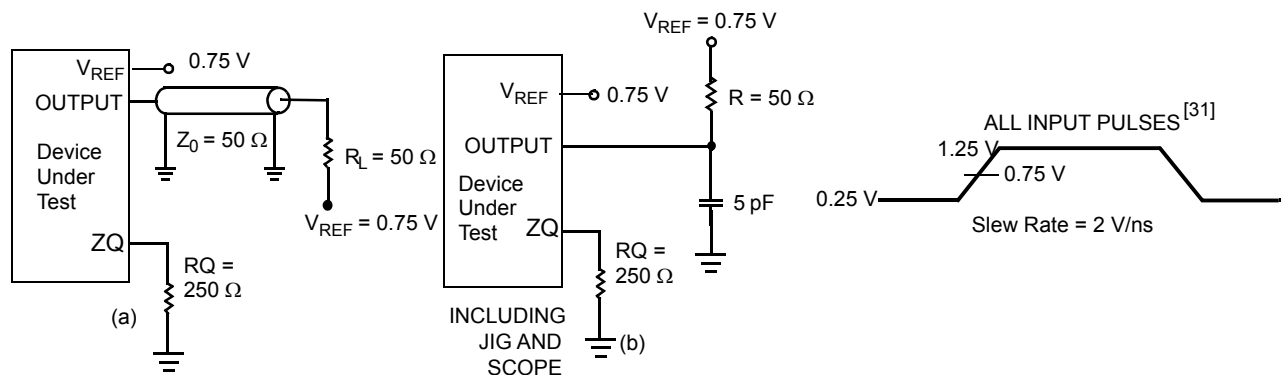 V_REF
0.75 V
OUTPUT
Z_0 = 50 Ω
Device
Under
Test
R_L = 50 Ω
V_REF = 0.75 V
ZQ
RQ =
250 Ω
(a)
V_REF = 0.75 V
V_REF
0.75 V
R = 50 Ω
OUTPUT
Device
Under
Test
5 pF
ZQ
RQ =
250 Ω
INCLUDING
JIG AND
SCOPE
(b)
ALL INPUT PULSES[31]
1.25 V
0.75 V
0.25 V
Slew Rate = 2 V/ns